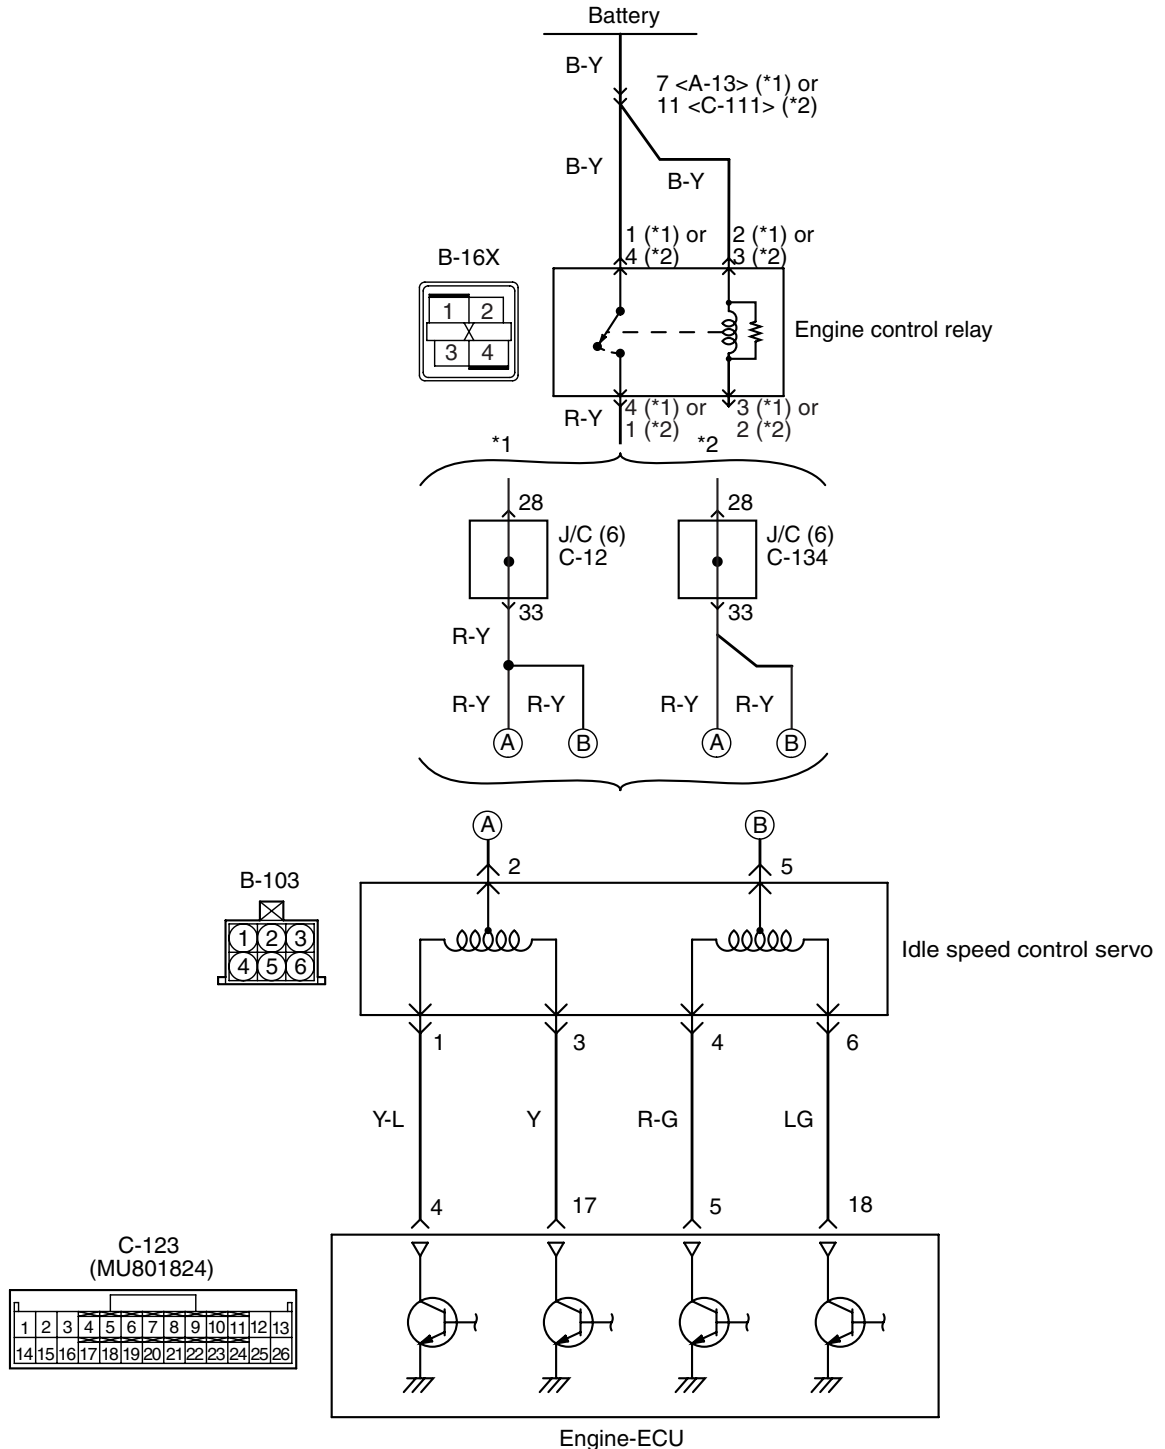 Battery
B-Y
7 <A-13> (*1) or
11 <C-111> (*2)
B-Y
B-Y
1 (*1) or
4 (*2)
2 (*1) or
3 (*2)
B-16X
1 2
3 4
Engine control relay
R-Y
4 (*1) or
1 (*2)
3 (*1) or
2 (*2)
*1
*2
28
J/C (6)
C-12
33
28
J/C (6)
C-134
33
R-Y
R-Y
R-Y
R-Y
R-Y
A
B
A
B
A
B
2
5
B-103
1 2 3
4 5 6
Idle speed control servo
1
3
4
6
Y-L
Y
R-G
LG
4
17
5
18
C-123
(MU801824)
1 2 3 4 5 6 7 8 9 10 11 12 13
14 15 16 17 18 19 20 21 22 23 24 25 26
Engine-ECU